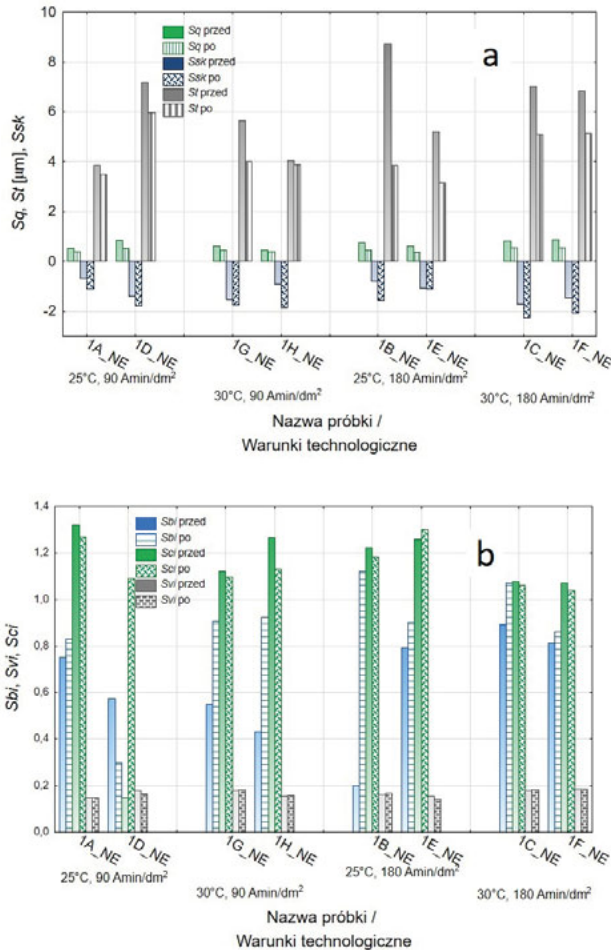 10
8
6
4
2
0
-2
Sq, St [µm], Ssk
Sq przed
Sq po
Ssk przed
Ssk po
St przed
St po
a
1A_NE
1D_NE
1G_NE
1H_NE
1B_NE
1E_NE
1C_NE
1F_NE
25°C, 90 Amin/dm²
30°C, 90 Amin/dm²
25°C, 180 Amin/dm²
30°C, 180 Amin/dm²
Nazwa próbki /
Warunki technologiczne
1,4
1,2
1,0
0,8
0,6
0,4
0,2
0,0
Sbi, Svi, Sci
Sbi przed
Sbi po
Sci przed
Sci po
Svi przed
Svi po
b
1A_NE
1D_NE
1G_NE
1H_NE
1B_NE
1E_NE
1C_NE
1F_NE
25°C, 90 Amin/dm²
30°C, 90 Amin/dm²
25°C, 180 Amin/dm²
30°C, 180 Amin/dm²
Nazwa próbki /
Warunki technologiczne